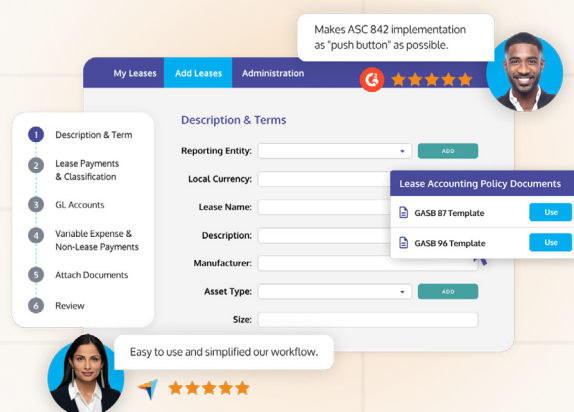 Makes ASC 842 implementation
as "push button" as possible.
My Leases
Add Leases
Administration
Description & Terms
1
Description & Term
2
Lease Payments
& Classification
3
GL Accounts
4
Variable Expense &
Non-Lease Payments
5
Attach Documents
6
Review
Reporting Entity:
ADD
Local Currency:
Lease Name:
Description:
Manufacturer:
Asset Type:
ADD
Size:
Lease Accounting Policy Documents
GASB 87 Template
Use
GASB 96 Template
Use
Easy to use and simplified our workflow.